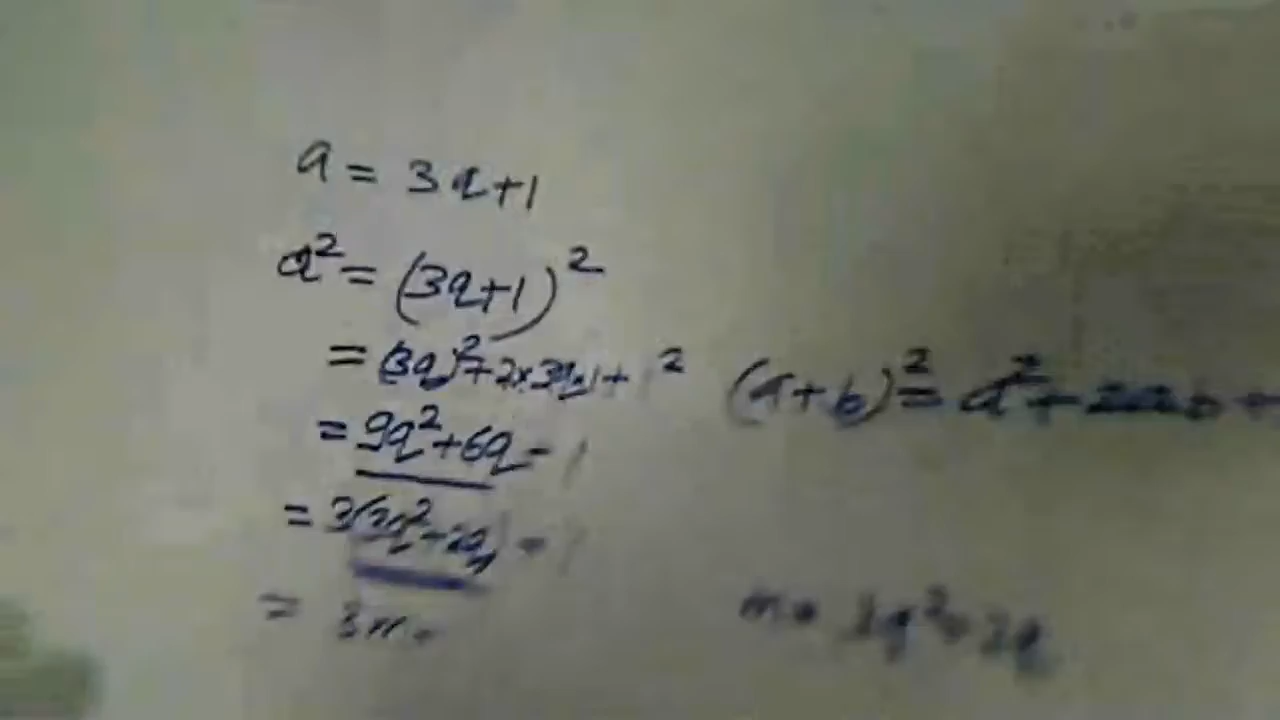 a = 3q+1
a² = (3q+1)²
= (3q)²+2×3q×1+1² (a+b)² = a²+2ab+
= 9q²+6q+1
= 3(3q²+2q)+1
= 3m+ m = 3q²+2q